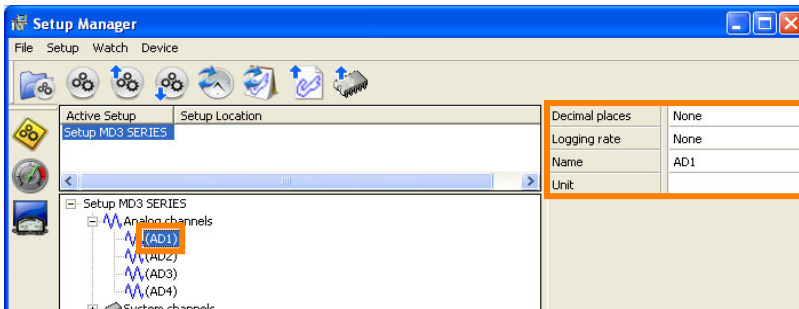 Setup Manager
File Setup Watch Device
Active Setup Setup Location
Setup MD3 SERIES
Decimal places None
Logging rate None
Name AD1
Unit
Setup MD3 SERIES
Analog channels
(AD1)
(AD2)
(AD3)
(AD4)
System channels